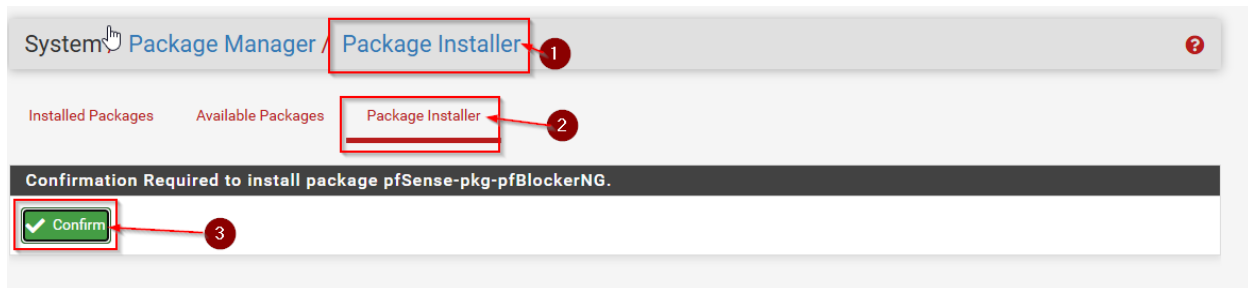 System / Package Manager / Package Installer 1
Installed Packages Available Packages Package Installer 2
Confirmation Required to install package pfSense-pkg-pfBlockerNG.
Confirm 3